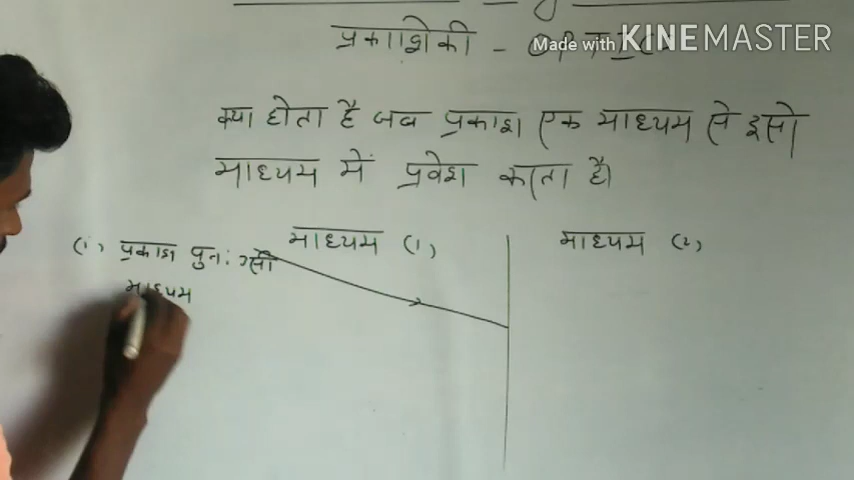 प्रकाशिकी -
Made with KINEMASTER
क्या होता है जब प्रकाश एक माध्यम से दुसरे
माध्यम में प्रवेश करता है।
माध्यम (1) माध्यम (2)
(i) प्रकाश पुनः उसी
माध्यम